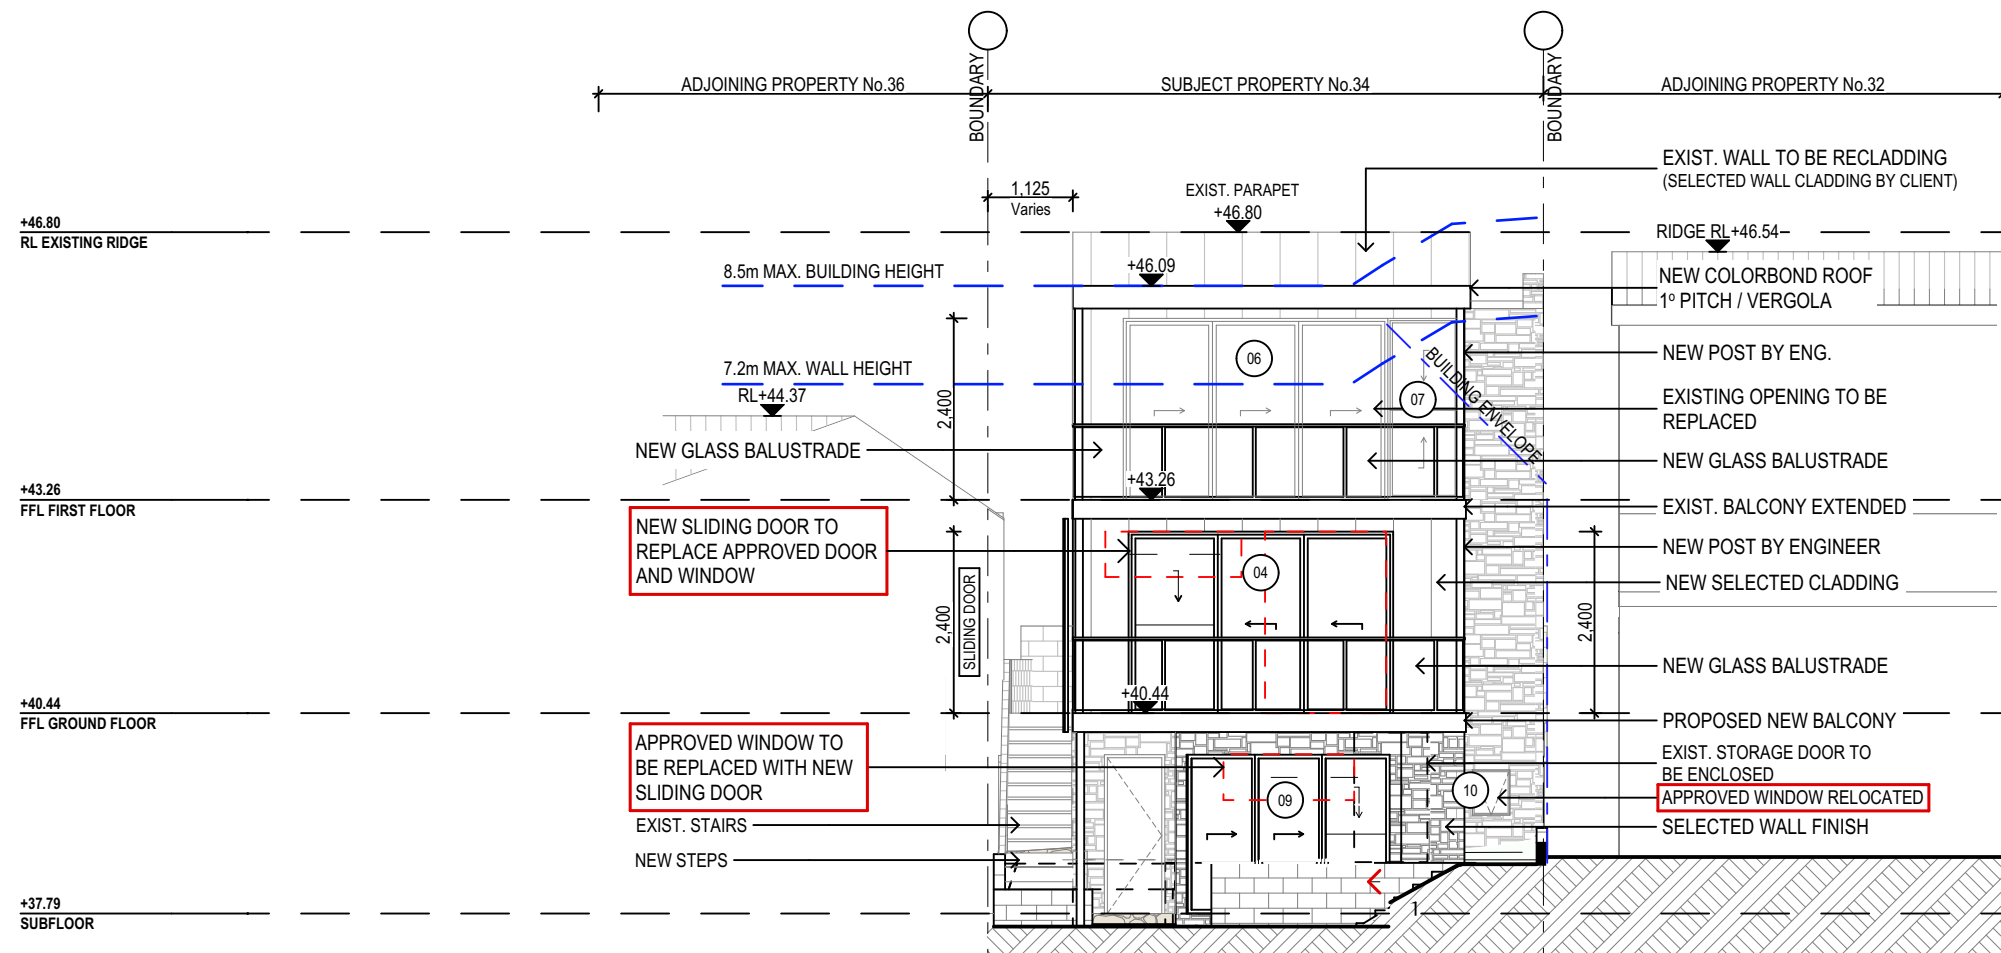 BOUNDARY
BOUNDARY
ADJOINING PROPERTY No.36
SUBJECT PROPERTY No.34
ADJOINING PROPERTY No.32
EXIST. WALL TO BE RECLADDING
(SELECTED WALL CLADDING BY CLIENT)
1,125
Varies
EXIST. PARAPET
+46.80
+46.80
RL EXISTING RIDGE
RIDGE RL+46.54
8.5m MAX. BUILDING HEIGHT
+46.09
NEW COLORBOND ROOF
1º PITCH / VERGOLA
06
NEW POST BY ENG.
7.2m MAX. WALL HEIGHT
RL+44.37
2,400
07
BUILDING ENVELOPE
EXISTING OPENING TO BE
REPLACED
NEW GLASS BALUSTRADE
NEW GLASS BALUSTRADE
+43.26
+43.26
FFL FIRST FLOOR
EXIST. BALCONY EXTENDED
NEW SLIDING DOOR TO
REPLACE APPROVED DOOR
AND WINDOW
NEW POST BY ENGINEER
04
NEW SELECTED CLADDING
2,400
SLIDING DOOR
2,400
NEW GLASS BALUSTRADE
+40.44
+40.44
FFL GROUND FLOOR
PROPOSED NEW BALCONY
APPROVED WINDOW TO
BE REPLACED WITH NEW
SLIDING DOOR
EXIST. STORAGE DOOR TO
BE ENCLOSED
09
10
APPROVED WINDOW RELOCATED
EXIST. STAIRS
SELECTED WALL FINISH
NEW STEPS
+37.79
SUBFLOOR
1